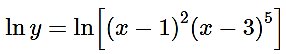 ln y = ln[(x − 1)²(x − 3)⁵]